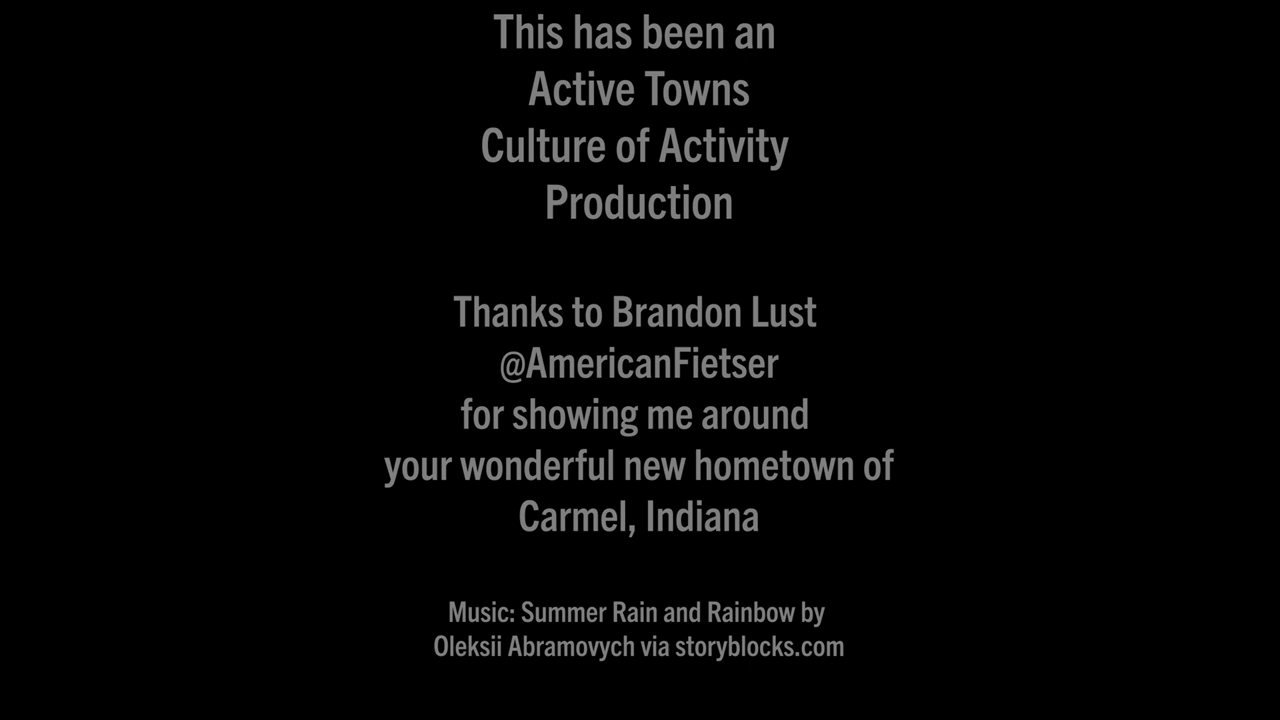 This has been an
Active Towns
Culture of Activity
Production
Thanks to Brandon Lust
@AmericanFietser
for showing me around
your wonderful new hometown of
Carmel, Indiana
Music: Summer Rain and Rainbow by
Oleksii Abramovych via storyblocks.com